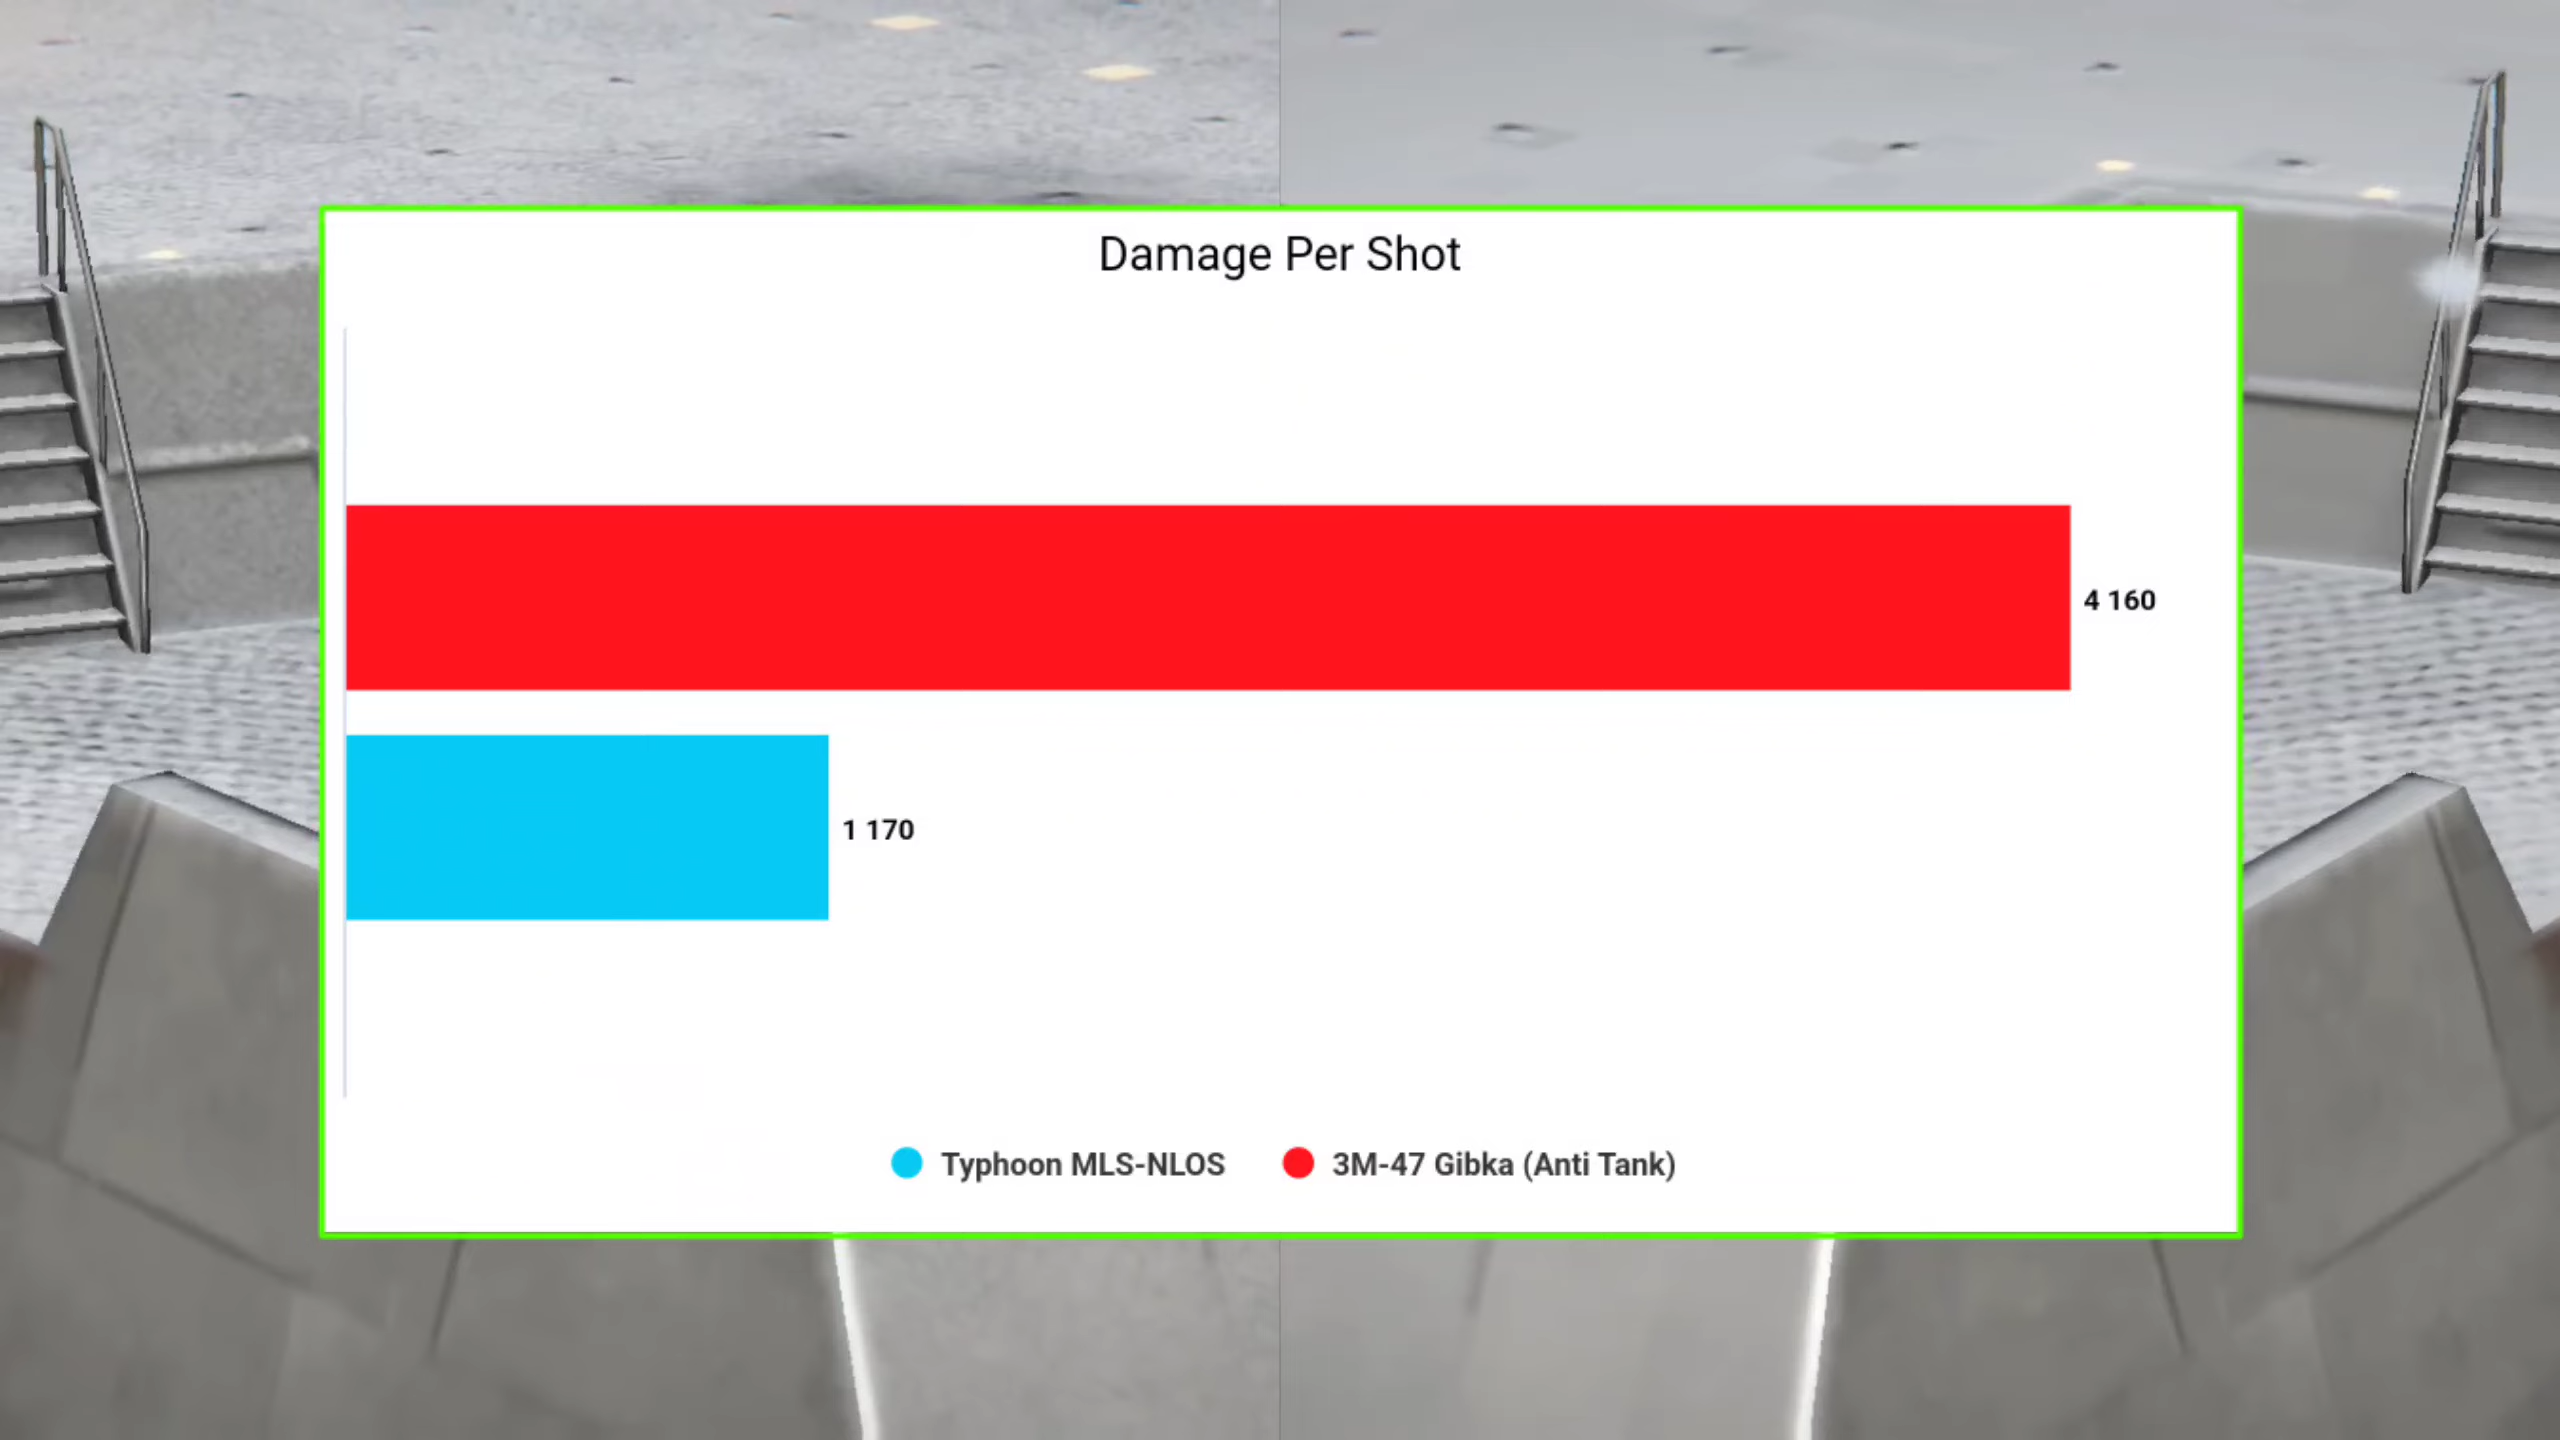 Damage Per Shot
4 160
1 170
Typhoon MLS-NLOS
3M-47 Gibka (Anti Tank)